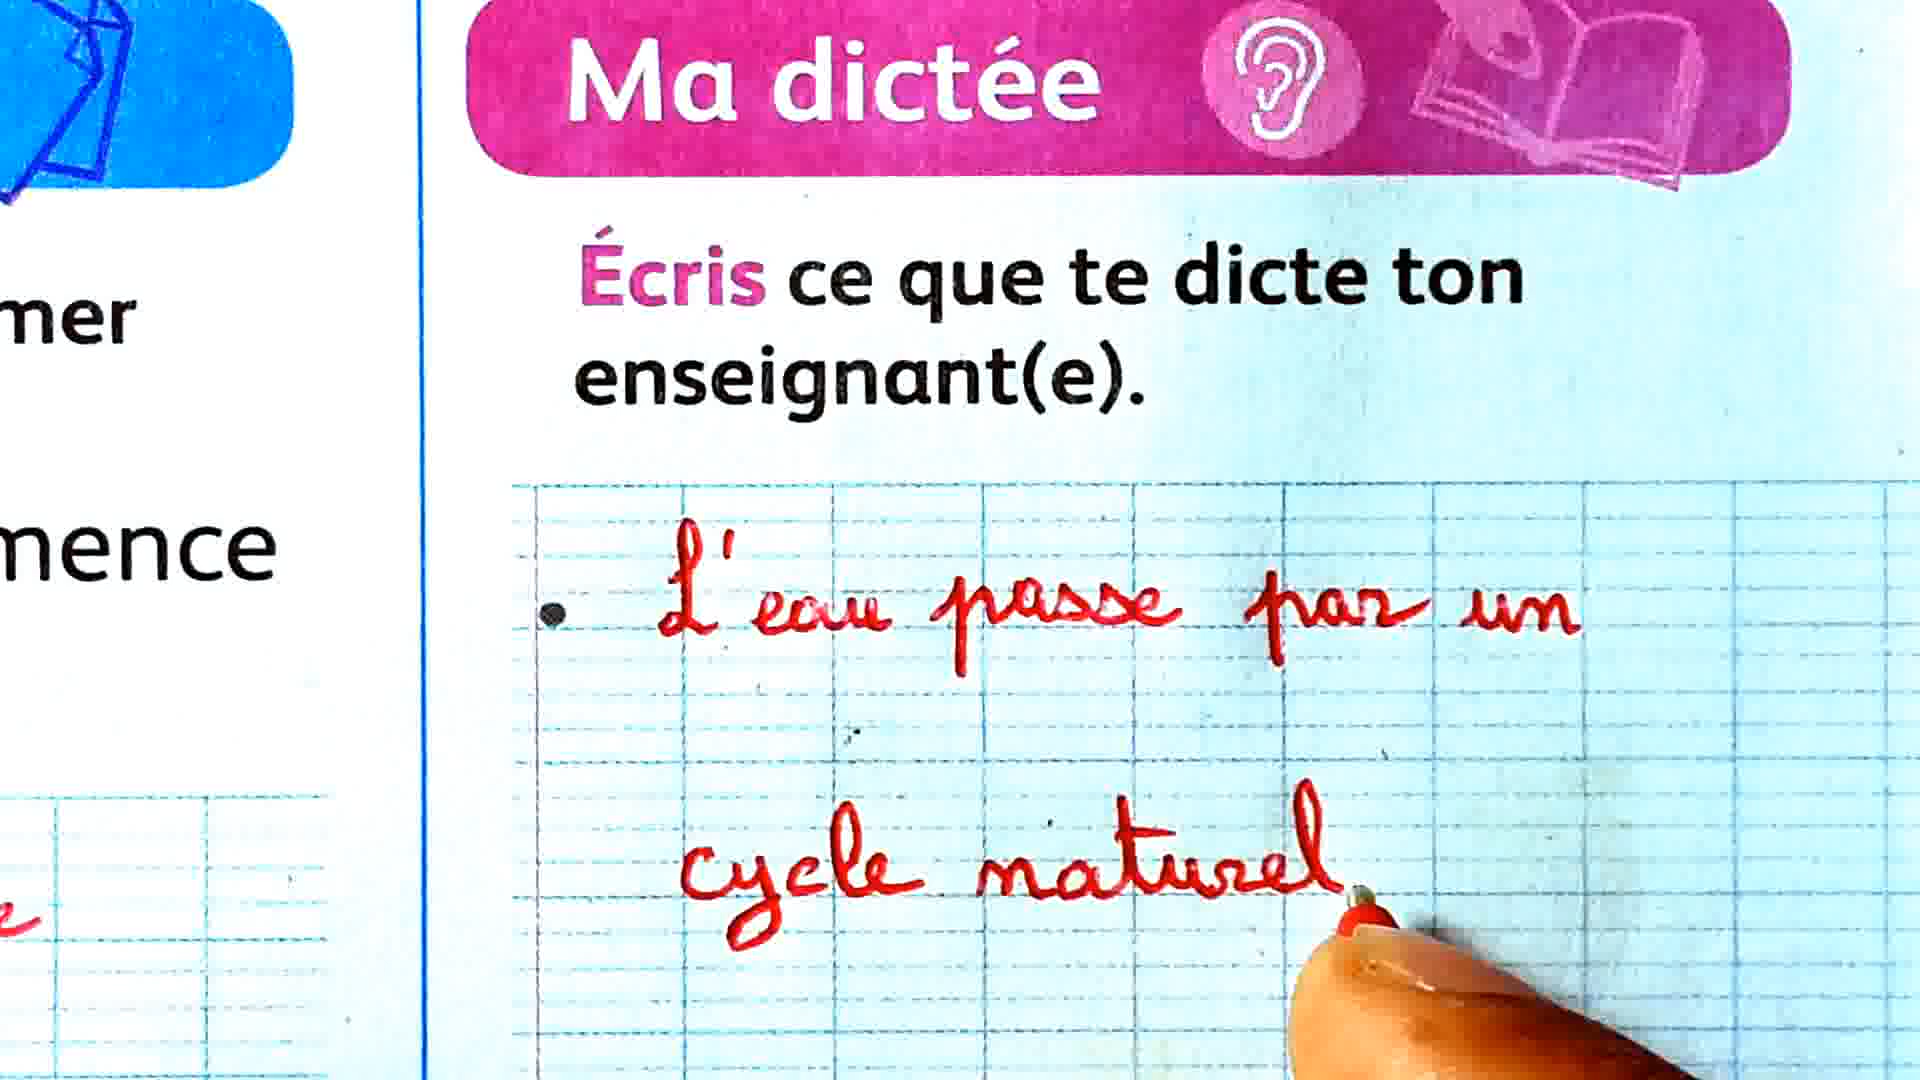 Ma dictée
Écris ce que te dicte ton
enseignant(e).
mer
mence
e
• L'eau passe par un
cycle naturel